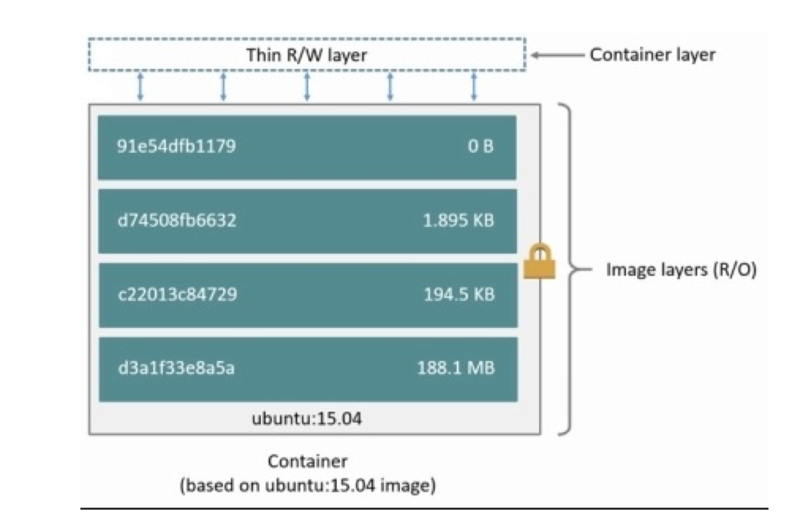 Thin R/W layer
Container layer
91e54dfb1179 0 B
d74508fb6632 1.895 KB
c22013c84729 194.5 KB
d3a1f33e8a5a 188.1 MB
Image layers (R/O)
ubuntu:15.04
Container
(based on ubuntu:15.04 image)